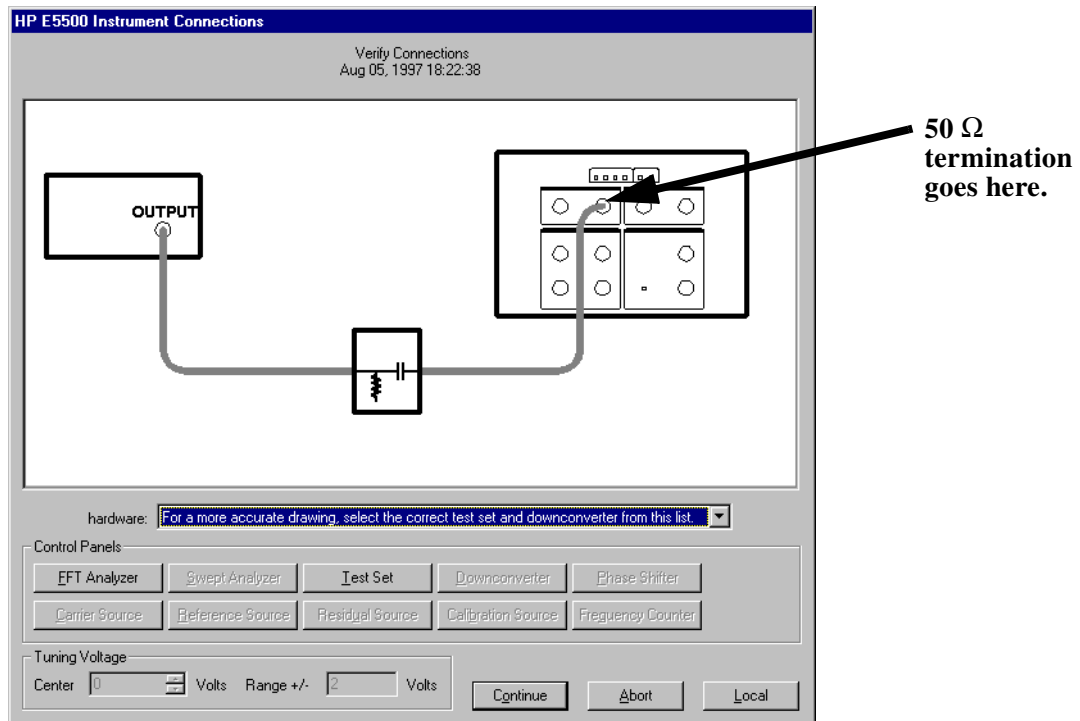 HP E5500 Instrument Connections
Verify Connections
Aug 05, 1997 18:22:38
50 Ω
termination
goes here.
OUTPUT
hardware: For a more accurate drawing, select the correct test set and downconverter from this list.
Control Panels
FFT Analyzer Swept Analyzer Test Set Downconverter Phase Shifter
Carrier Source Reference Source Residual Source Calibration Source Frequency Counter
Tuning Voltage
Center 0 Volts Range +/- 2 Volts
Continue Abort Local